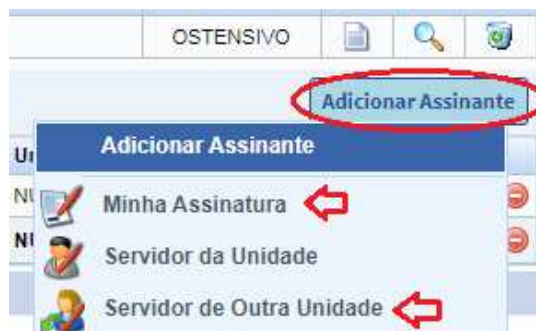 OSTENSIVO
Adicionar Assinante
Adicionar Assinante
Minha Assinatura
Servidor da Unidade
Servidor de Outra Unidade